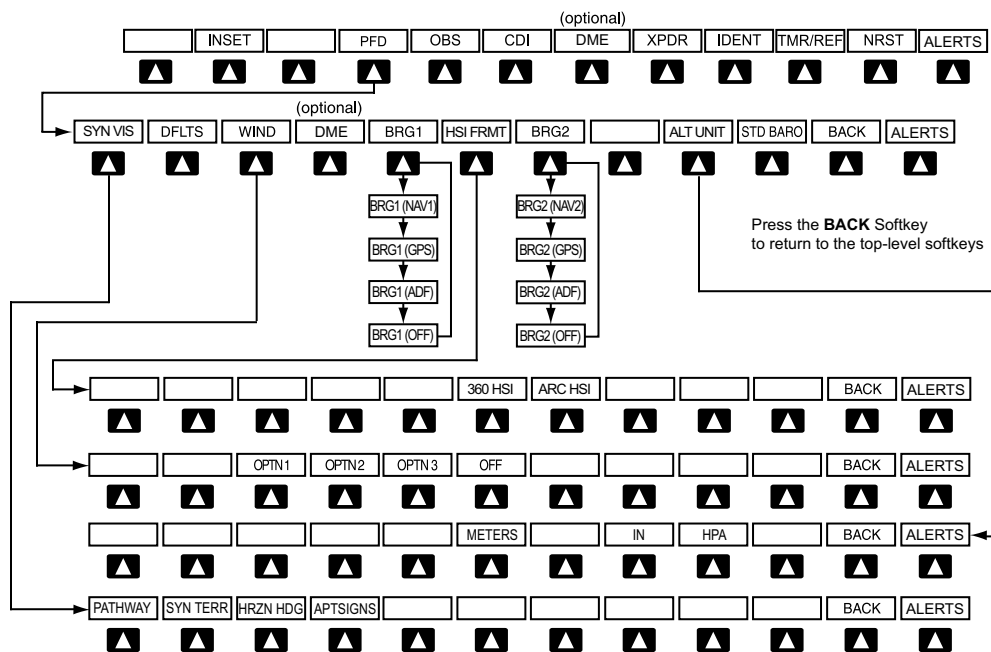 (optional)
INSET PFD OBS CDI DME XPDR IDENT TMR/REF NRST ALERTS
(optional)
SYN VIS DFLTS WIND DME BRG1 HSI FRMT BRG2 ALT UNIT STD BARO BACK ALERTS
BRG1 (NAV1) BRG2 (NAV2)
BRG1 (GPS) BRG2 (GPS)
BRG1 (ADF) BRG2 (ADF)
BRG1 (OFF) BRG2 (OFF)
Press the BACK Softkey
to return to the top-level softkeys
360 HSI ARC HSI BACK ALERTS
OPTN 1 OPTN 2 OPTN 3 OFF BACK ALERTS
METERS IN HPA BACK ALERTS
PATHWAY SYN TERR HRZN HDG APTSIGNS BACK ALERTS